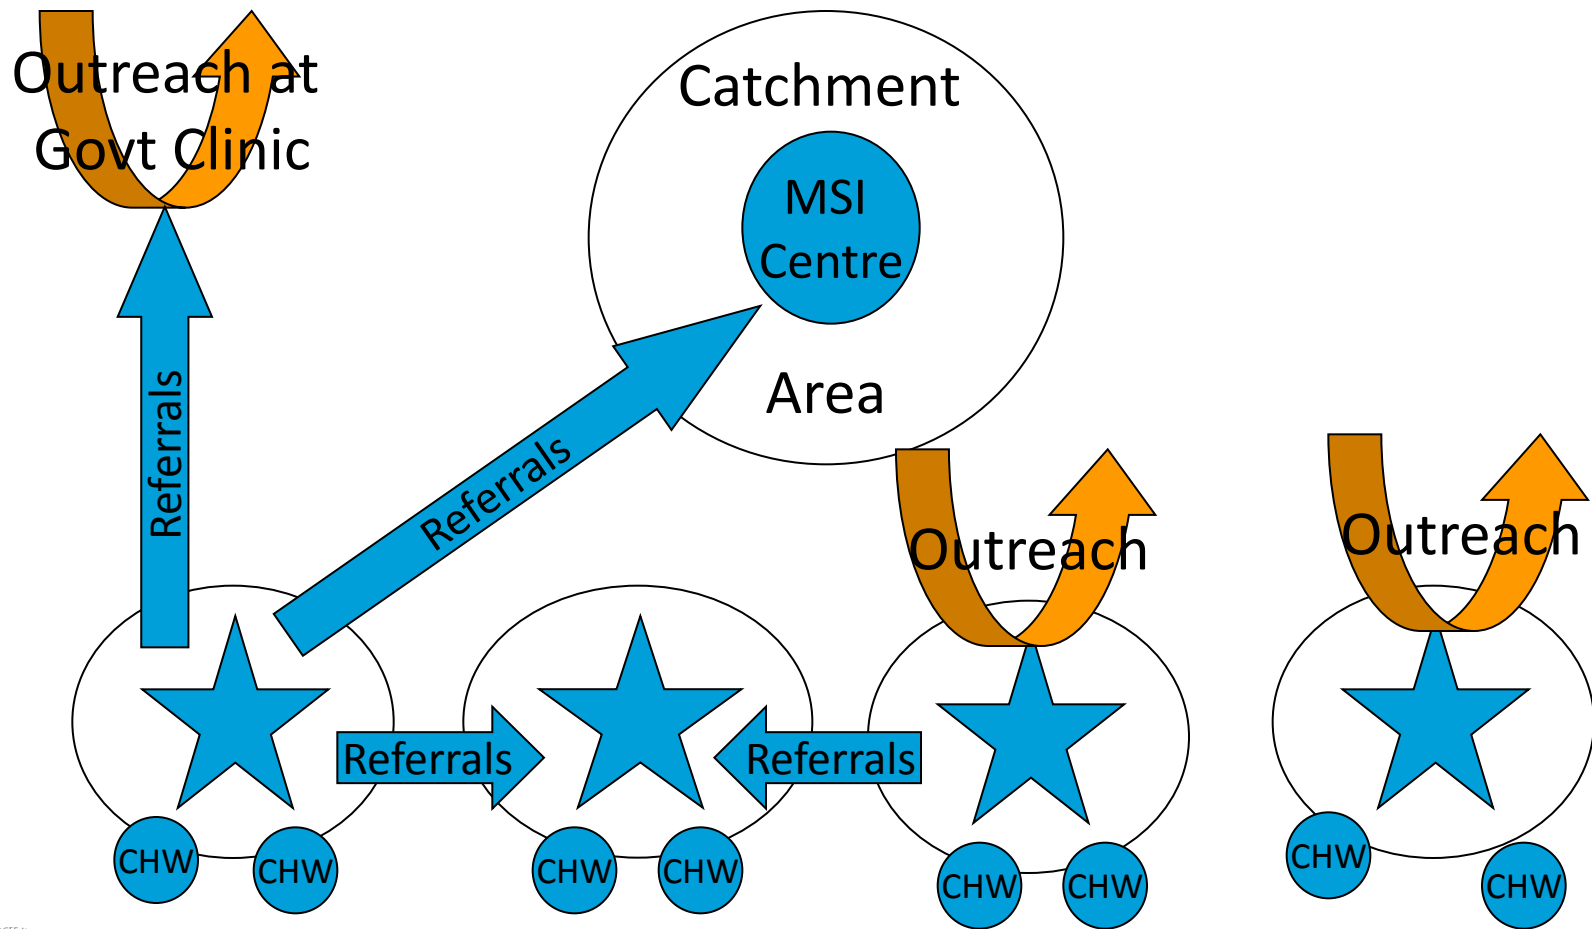 Outreach at
Govt Clinic
Catchment
MSI
Centre
Area
Referrals
Referrals
Outreach
Outreach
Referrals
Referrals
CHW
CHW
CHW
CHW
CHW
CHW
CHW
CHW